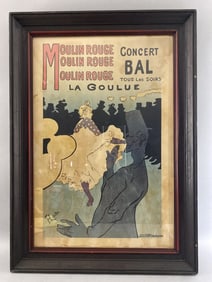 MOULIN ROUGE CONCERT
MOULIN ROUGE BAL
MOULIN ROUGE TOUS LES SOIRS
LA GOULUE